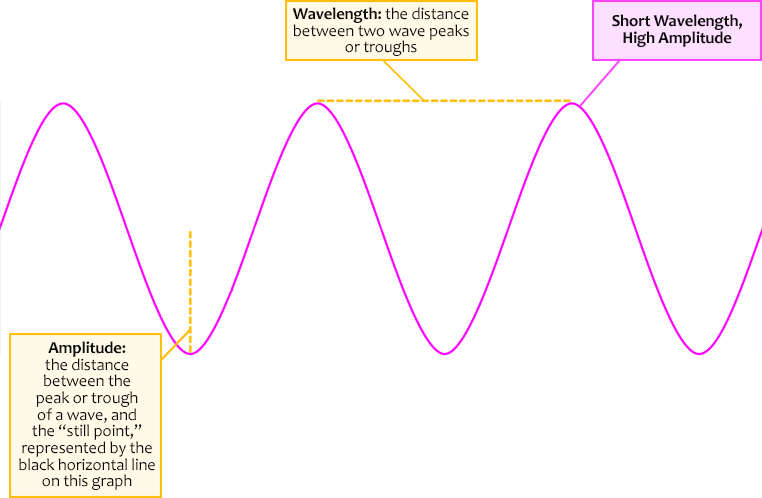 Wavelength: the distance
between two wave peaks
or troughs
Short Wavelength,
High Amplitude
Amplitude:
the distance
between the
peak or trough
of a wave, and
the “still point,”
represented by the
black horizontal line
on this graph